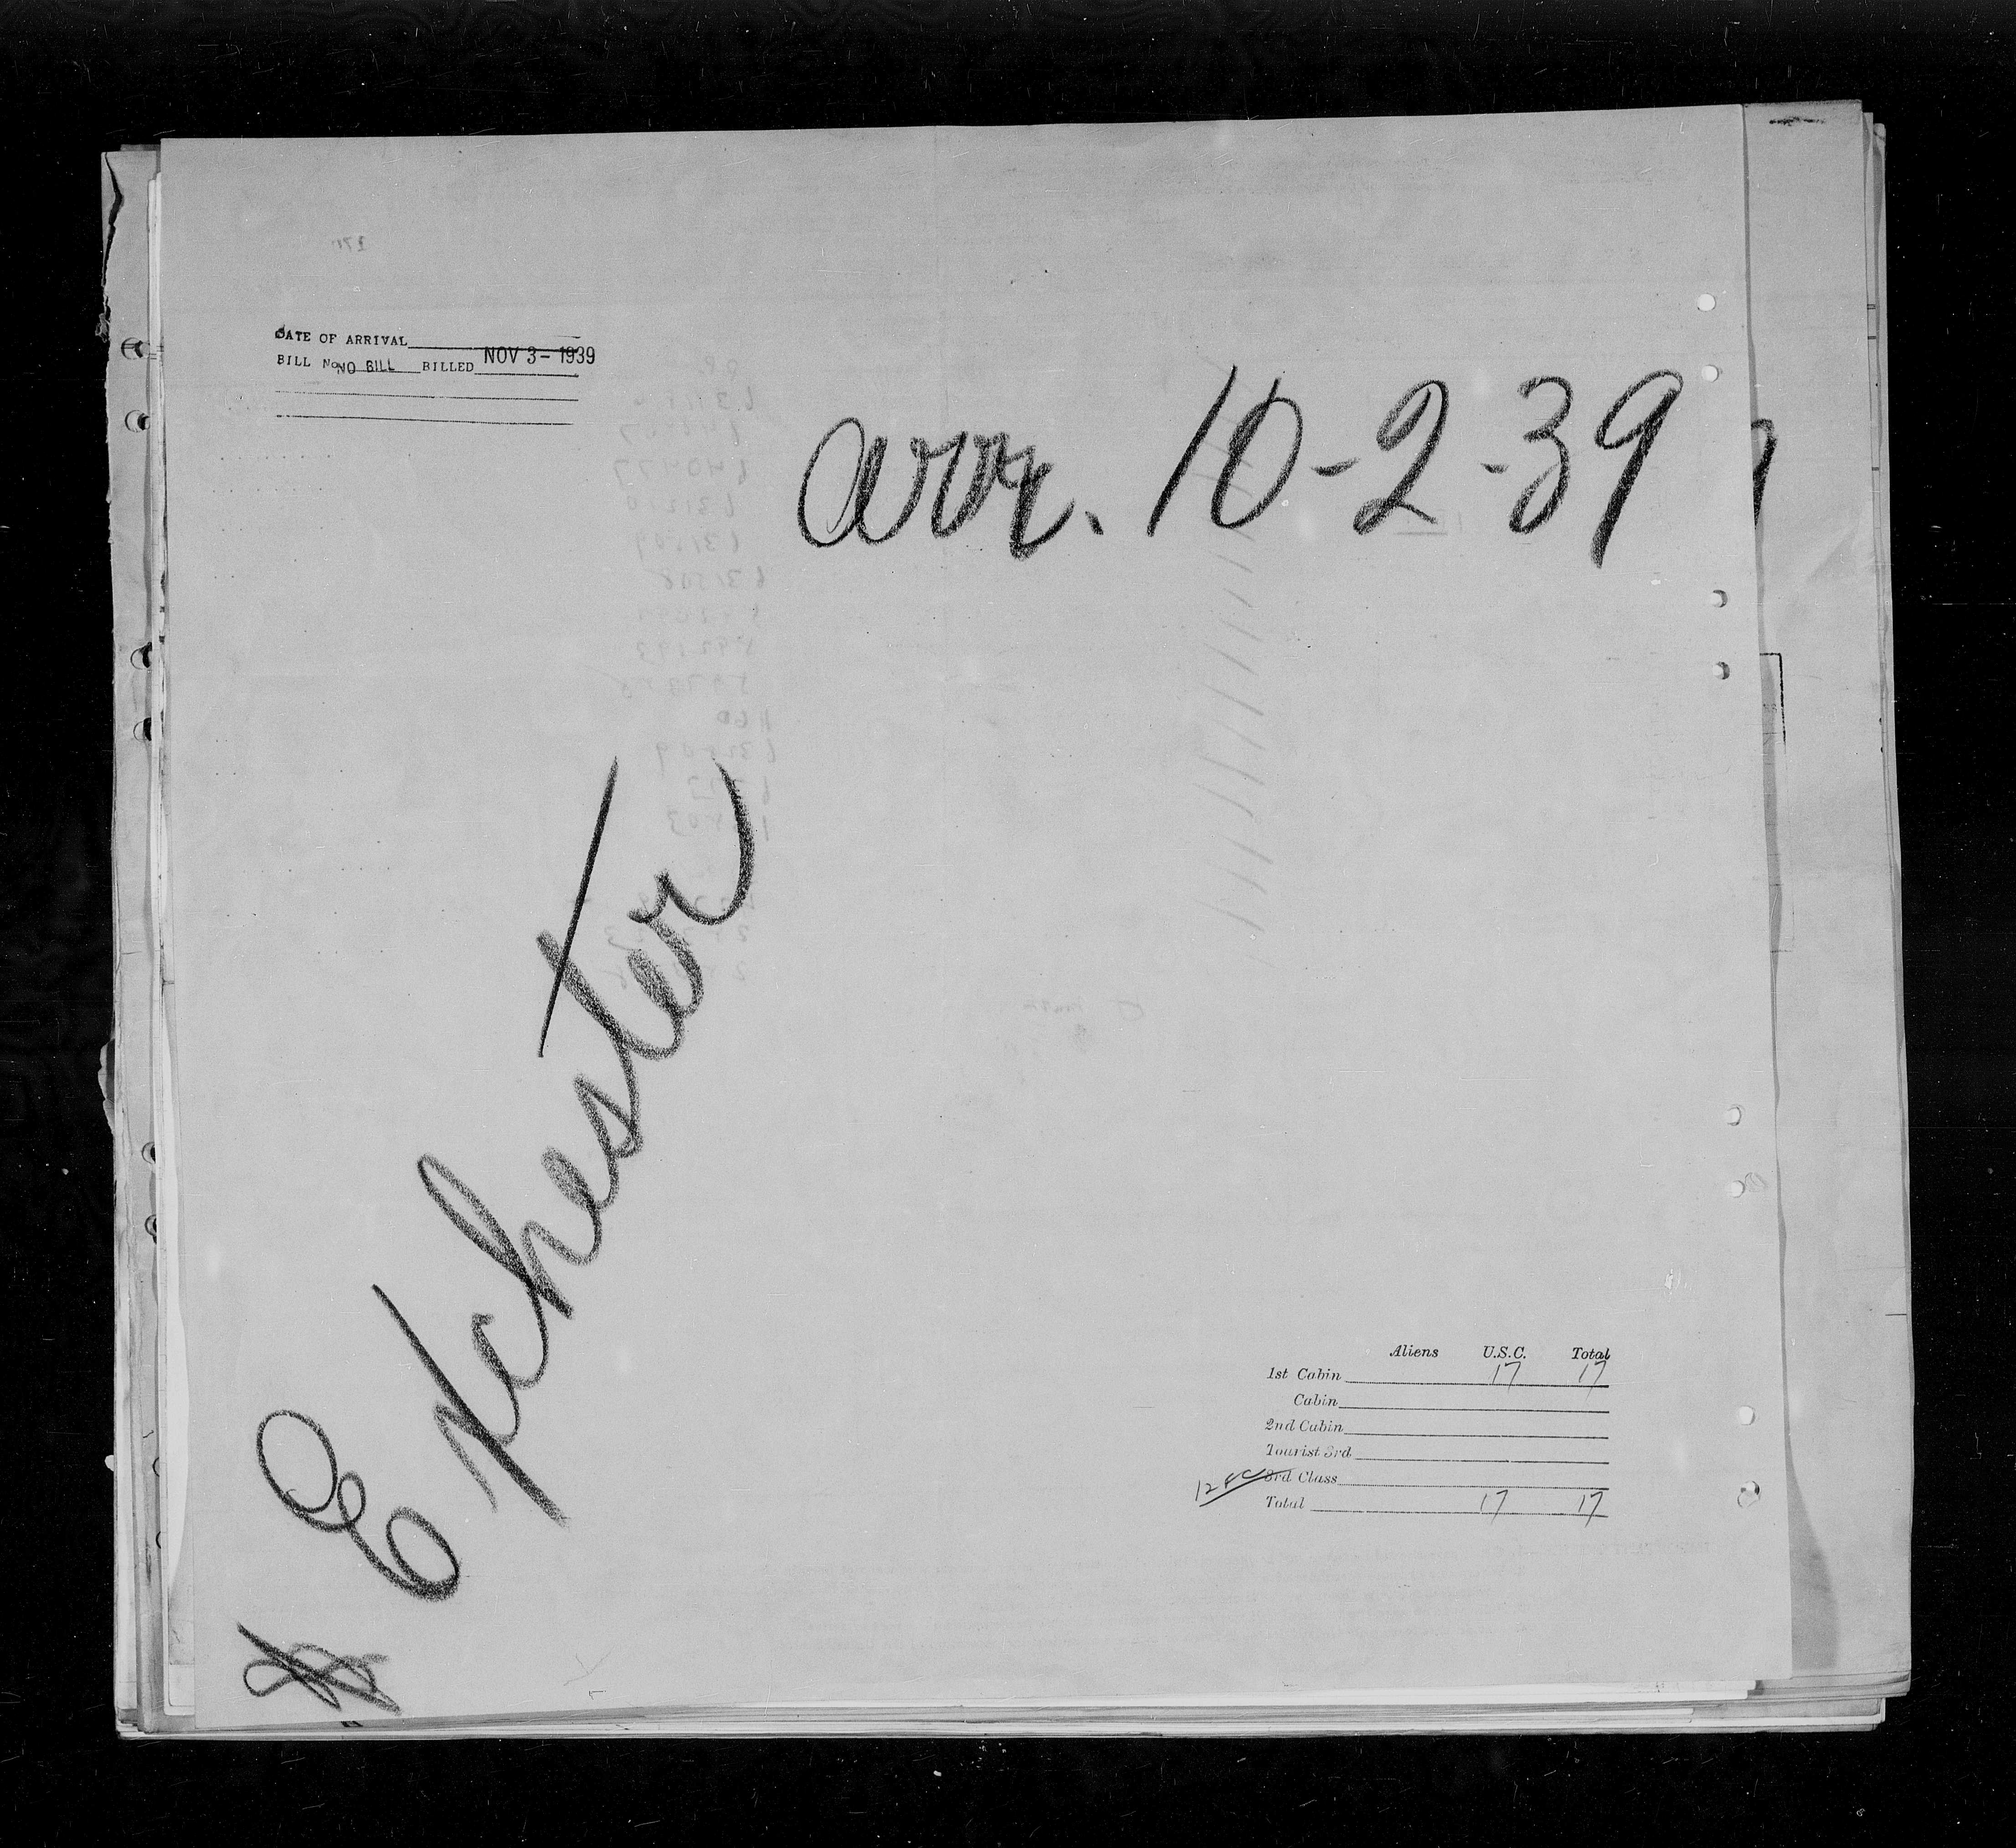 DATE OF ARRIVAL
BILL No NO BILL BILLED NOV 3- 1939
arr. 10-2-39
Exchester
Aliens U.S.C. Total
1st Cabin 17 17
Cabin
2nd Cabin
Tourist 3rd
3rd Class
Total 17 17